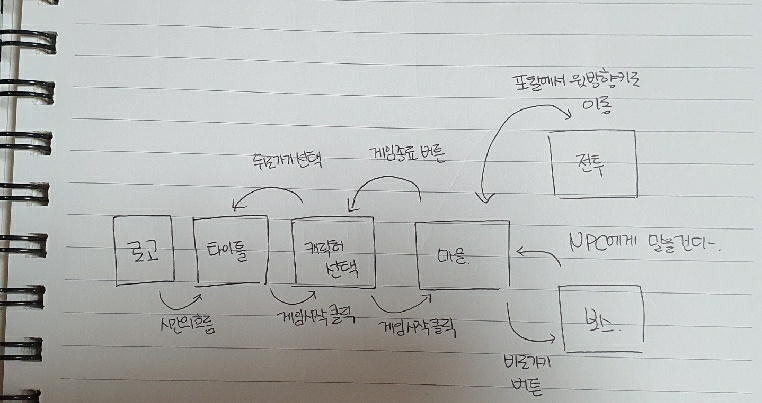 포탈에서 윗방향키로
이동
뒤로가기 선택
게임종료 버튼
전투
로고
타이틀
캐릭터
선택
마을.
NPC에게 말을건다.
보스.
시간의흐름
게임시작 클릭
게임시작 클릭
바로가기
버튼